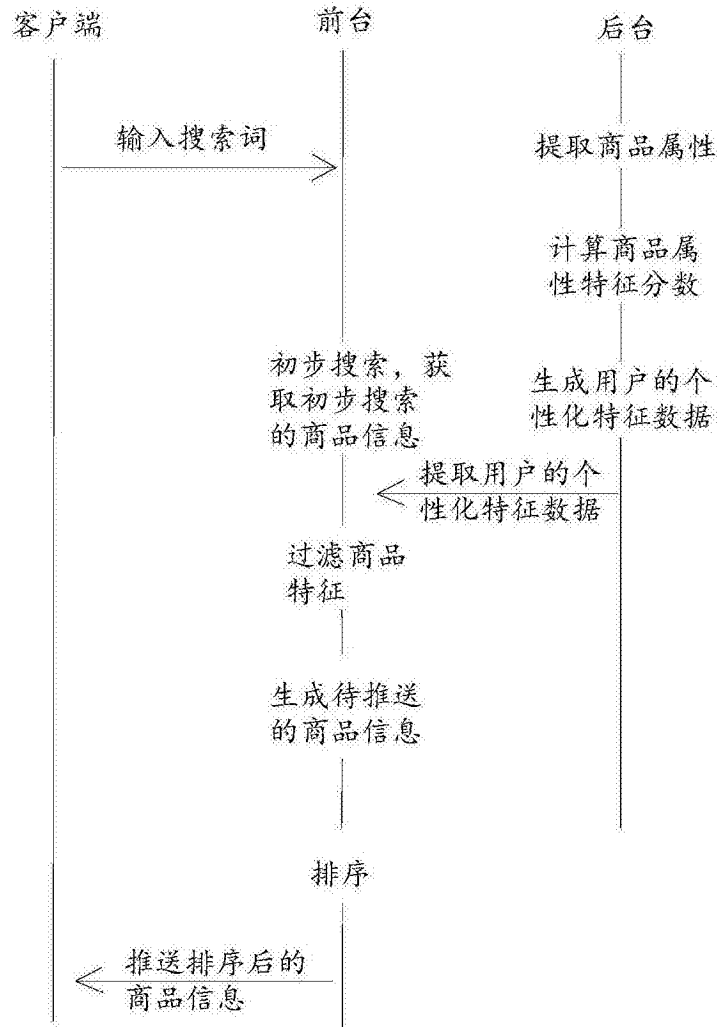 客户端
前台
后台
输入搜索词
提取商品属性
计算商品属
性特征分数
初步搜索，获
取初步搜索
的商品信息
生成用户的个
性化特征数据
提取用户的个
性化特征数据
过滤商品
特征
生成待推送
的商品信息
排序
推送排序后的
商品信息